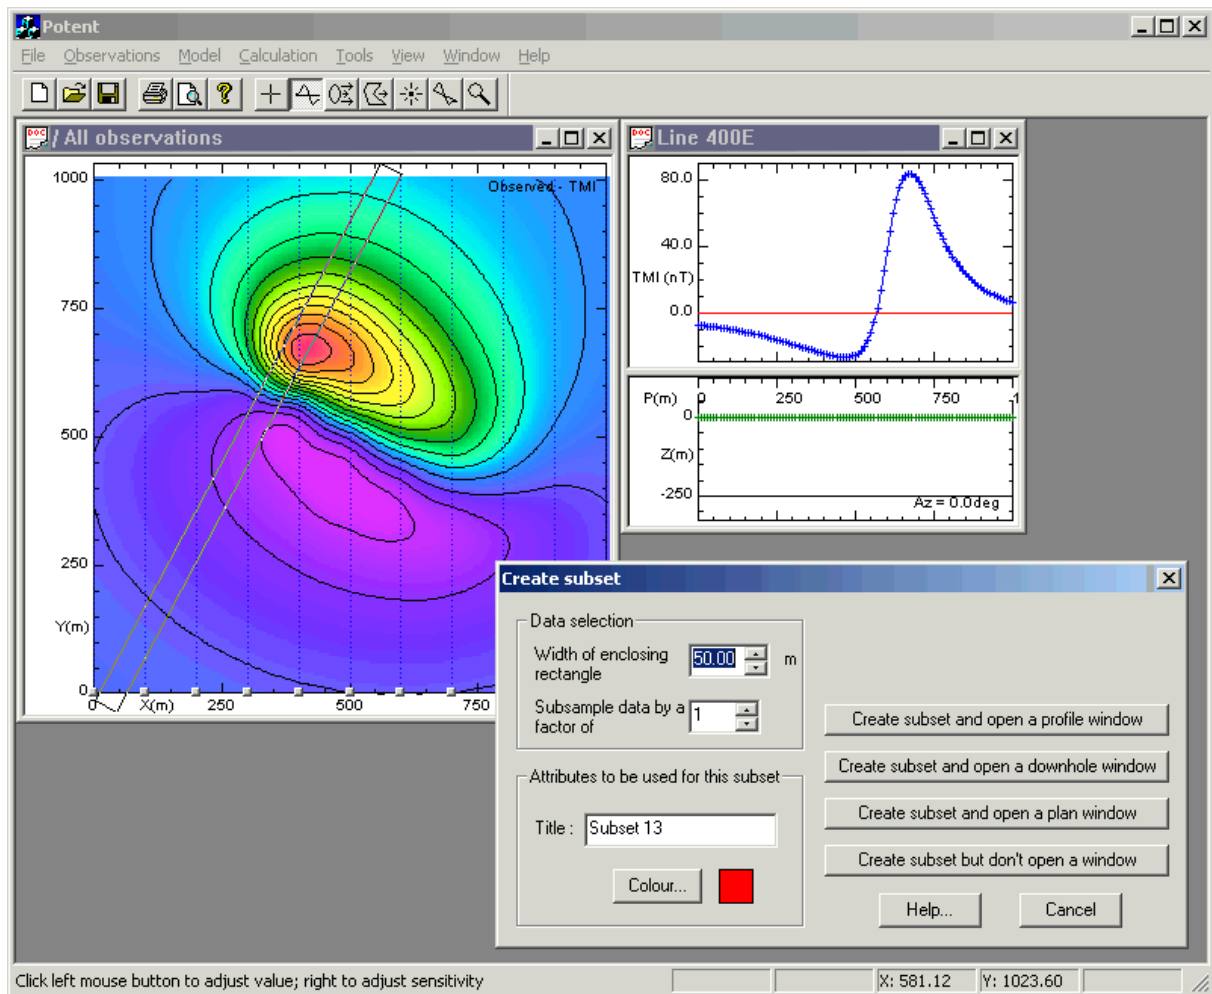 Potent
File Observations Model Calculation Tools View Window Help
DOC / All observations
DOC Line 400E
Observed - TMI
1000
750
500
250
0
Y(m)
0 X(m) 250 500 750
80.0
40.0
TMI (nT)
0.0
P(m) 0 250 500 750 1
0
Z(m)
-250
Az = 0.0deg
Create subset
Data selection
Width of enclosing rectangle 50.00 m
Subsample data by a factor of 1
Attributes to be used for this subset
Title : Subset 13
Colour...
Create subset and open a profile window
Create subset and open a downhole window
Create subset and open a plan window
Create subset but don't open a window
Help... Cancel
Click left mouse button to adjust value; right to adjust sensitivity
X: 581.12 Y: 1023.60